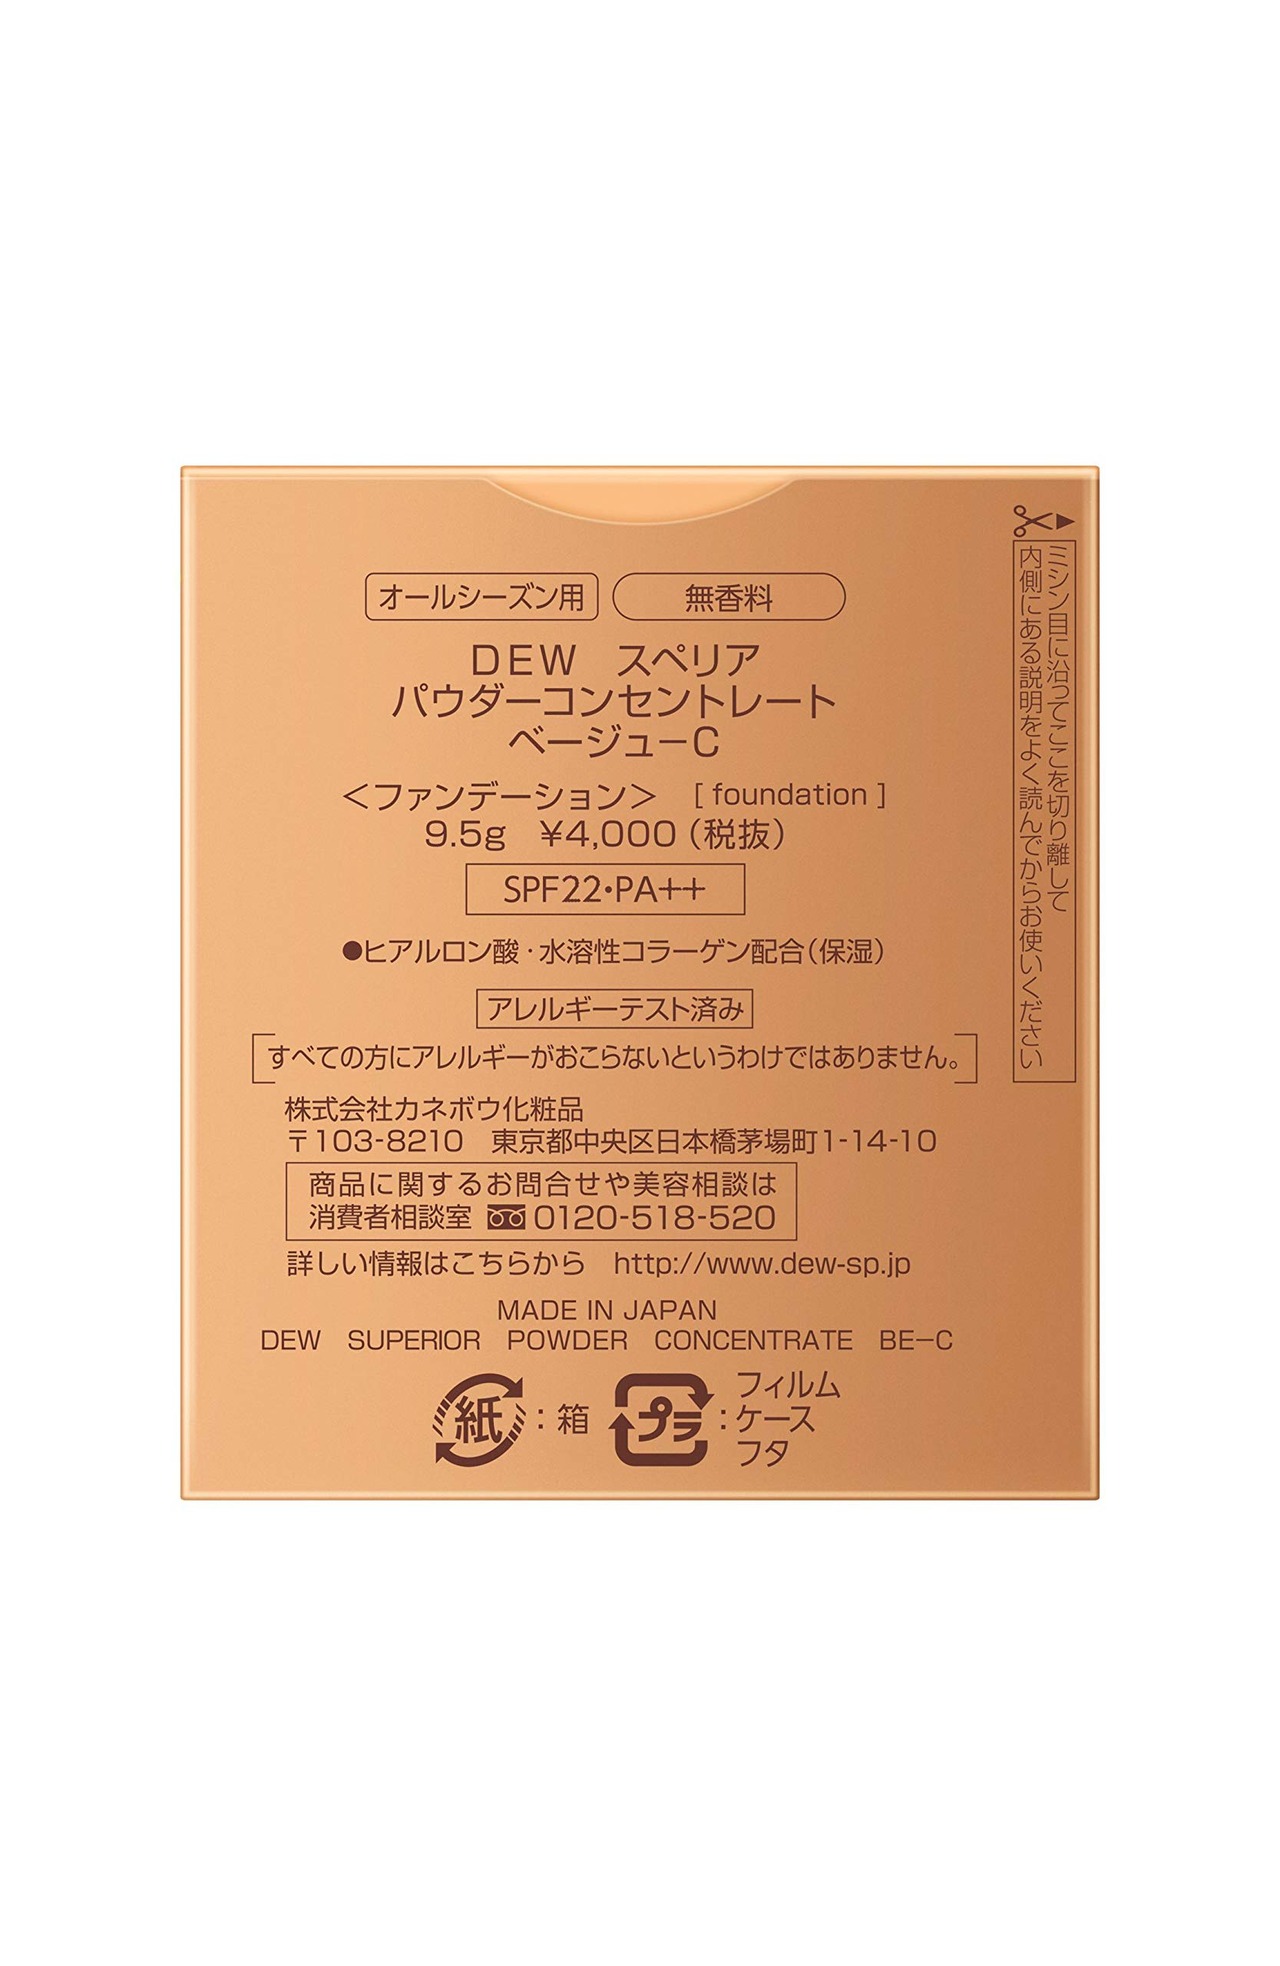 オールシーズン用 無香料
DEW スペリア
パウダーコンセントレート
ベージュ−C
＜ファンデーション＞ [ foundation ]
9.5g ¥4,000（税抜）
SPF22・PA++
●ヒアルロン酸・水溶性コラーゲン配合（保湿）
アレルギーテスト済み
すべての方にアレルギーがおこらないというわけではありません。
株式会社カネボウ化粧品
〒103-8210 東京都中央区日本橋茅場町1-14-10
商品に関するお問合せや美容相談は
消費者相談室 0120-518-520
詳しい情報はこちらから http://www.dew-sp.jp
MADE IN JAPAN
DEW SUPERIOR POWDER CONCENTRATE BE−C
紙：箱
プラ：フィルム
ケース
フタ
ミシン目に沿ってここを切り離して
内側にある説明をよく読んでからお使いください